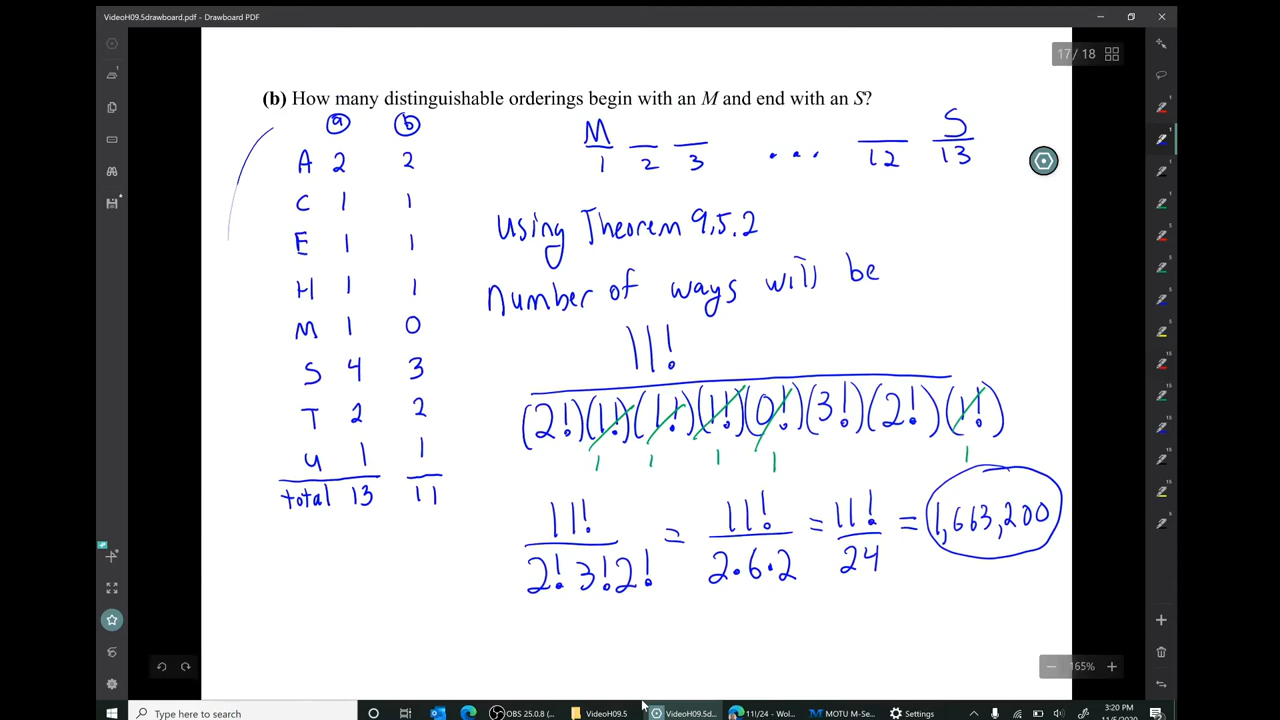 VideoH09.5drawboard.pdf - Drawboard PDF
17 / 18
(b) How many distinguishable orderings begin with an M and end with an S?
a b
A 2 2
C 1 1
E 1 1
H 1 1
M 1 0
S 4 3
T 2 2
U 1 1
total 13 11
M S
1 2 3 ... 12 13
Using Theorem 9.5.2
number of ways will be
11!
(2!)(1!)(1!)(1!)(0!)(3!)(2!)(1!)
1 1 1 1 1
11! / 2! 3! 2! = 11! / 2·6·2 = 11! / 24 = 1,663,200
165%
Type here to search
OBS 25.0.8 (...
VideoH09.5
VideoH09.5d...
11!/24 - Wol...
MOTU M-Se...
Settings
3:20 PM